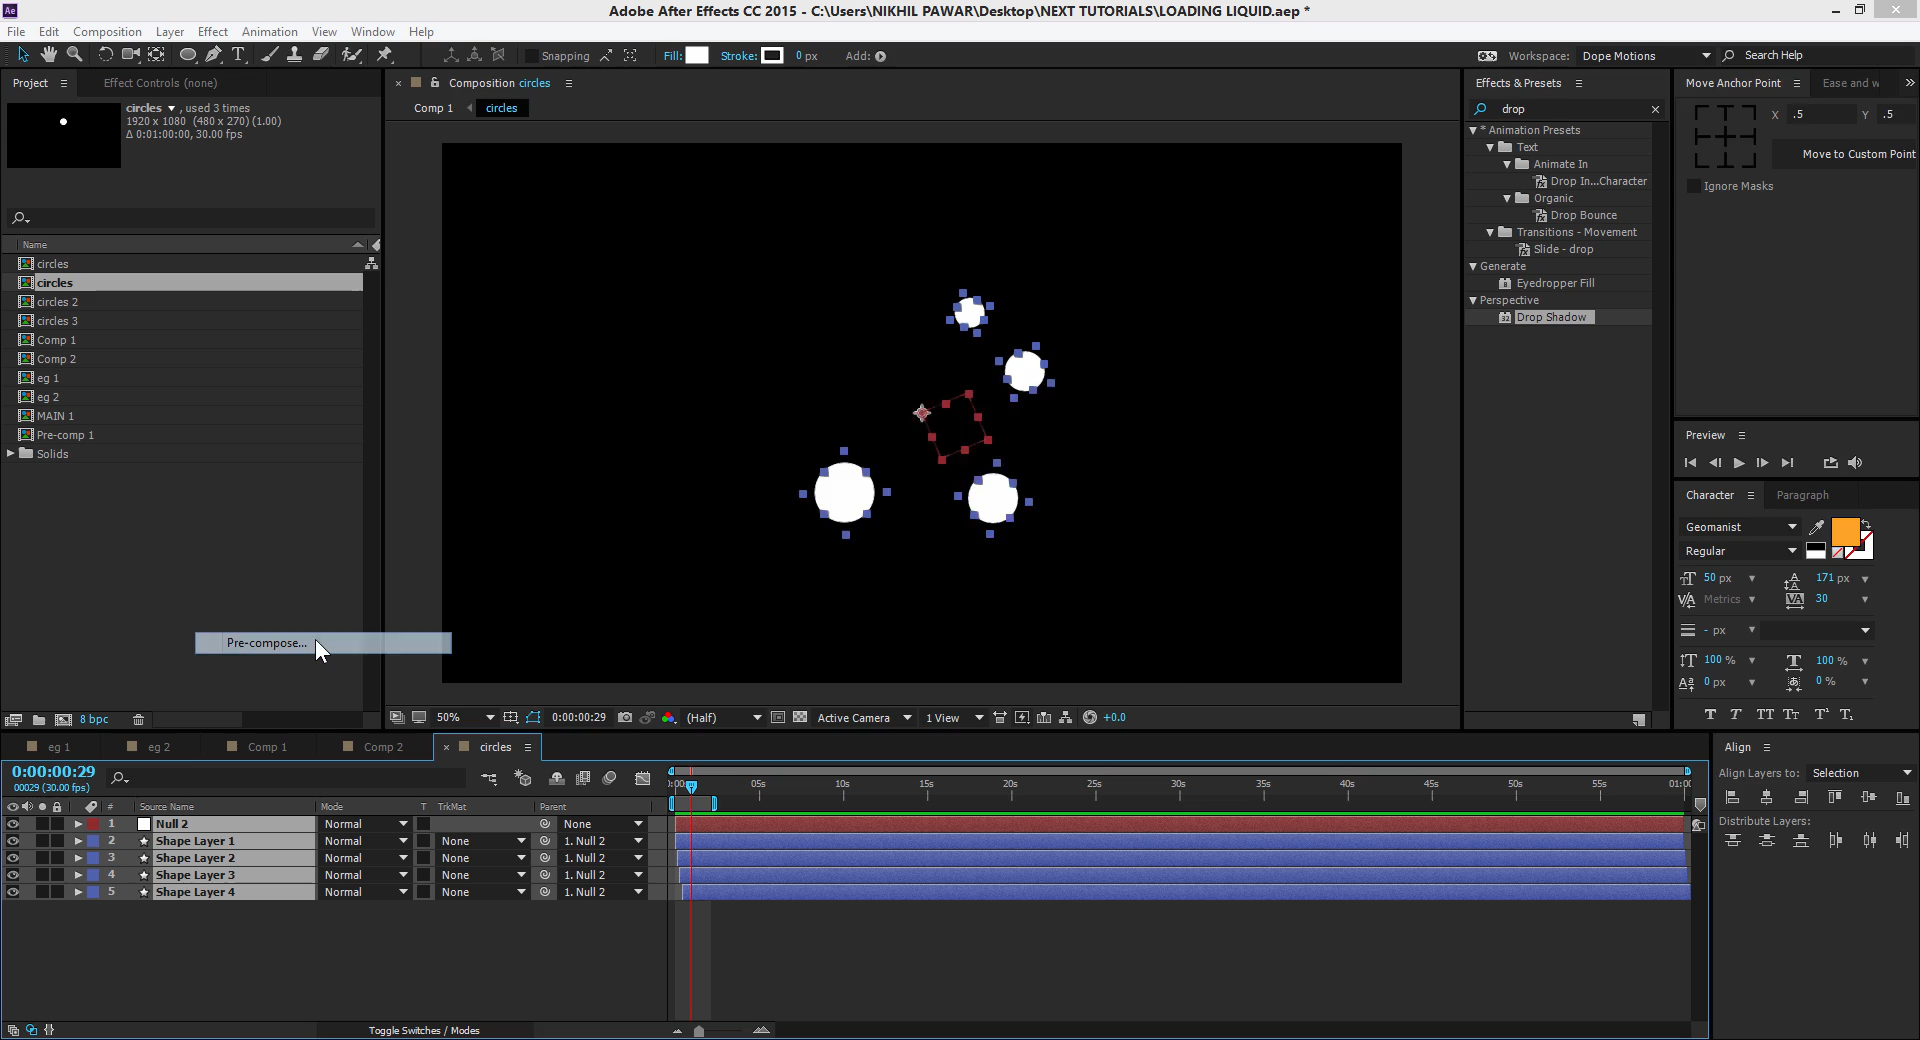 Ae Adobe After Effects CC 2015 - C:\Users\NIKHIL PAWAR\Desktop\NEXT TUTORIALS\LOADING LIQUID.aep *
File Edit Composition Layer Effect Animation View Window Help
Snapping Fill: Stroke: 0 px Add: Workspace: Dope Motions Search Help
Project Effect Controls (none)
circles , used 3 times
1920 x 1080 (480 x 270) (1.00)
Δ 0:01:00:00, 30.00 fps
Name
circles
circles
circles 2
circles 3
Comp 1
Comp 2
eg 1
eg 2
MAIN 1
Pre-comp 1
Solids
Pre-compose...
8 bpc
Composition circles
Comp 1 circles
50% 0:00:00:29 (Half) Active Camera 1 View +0.0
Effects & Presets
drop
* Animation Presets
Text
Animate In
Drop In...Character
Organic
Drop Bounce
Transitions - Movement
Slide - drop
Generate
Eyedropper Fill
Perspective
32 Drop Shadow
Move Anchor Point Ease and w
X .5 Y .5
Move to Custom Point
Ignore Masks
Preview
Character Paragraph
Geomanist
Regular
50 px 171 px
Metrics 30
- px
100 % 100 %
0 px 0 %
eg 1 eg 2 Comp 1 Comp 2 circles
0:00:00:29
00029 (30.00 fps)
:00 05s 10s 15s 20s 25s 30s 35s 40s 45s 50s 55s 01:00
# Source Name Mode T TrkMat Parent
1 Null 2 Normal None
2 Shape Layer 1 Normal None 1. Null 2
3 Shape Layer 2 Normal None 1. Null 2
4 Shape Layer 3 Normal None 1. Null 2
5 Shape Layer 4 Normal None 1. Null 2
Toggle Switches / Modes
Align
Align Layers to: Selection
Distribute Layers: